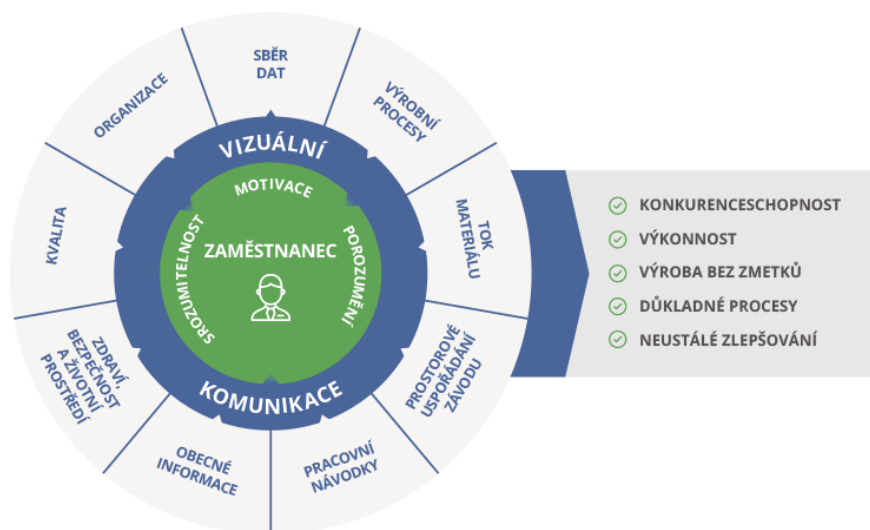 SBĚR
DAT
VÝROBNÍ
PROCESY
TOK
MATERIÁLU
PROSTOROVÉ
USPOŘÁDÁNÍ
ZÁVODU
PRACOVNÍ
NÁVODKY
OBECNÉ
INFORMACE
ZDRAVÍ,
BEZPEČNOST
A ŽIVOTNÍ
PROSTŘEDÍ
KVALITA
ORGANIZACE
VIZUÁLNÍ
KOMUNIKACE
MOTIVACE
POROZUMĚNÍ
SROZUMITELNOST
ZAMĚSTNANEC
KONKURENCESCHOPNOST
VÝKONNOST
VÝROBA BEZ ZMETKŮ
DŮKLADNÉ PROCESY
NEUSTÁLÉ ZLEPŠOVÁNÍ